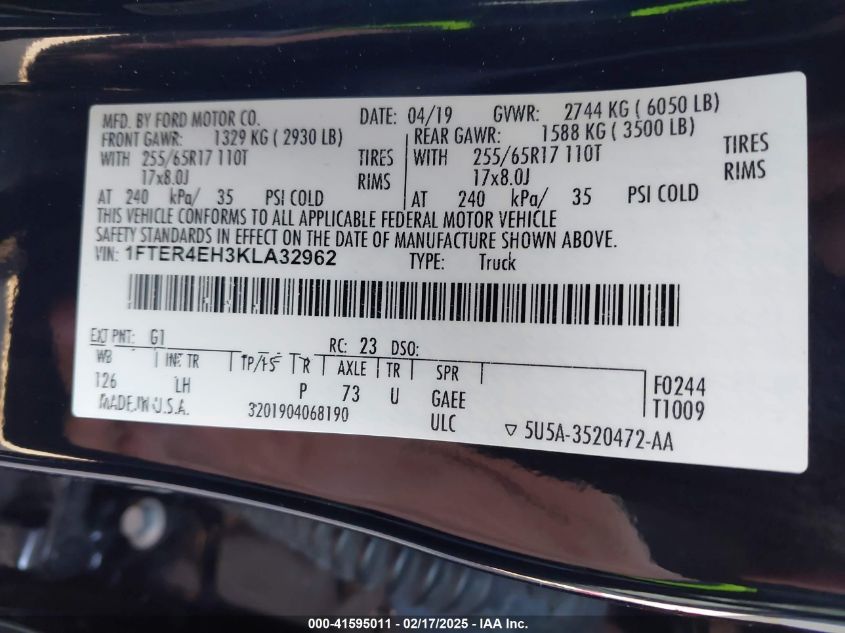 MFD. BY FORD MOTOR CO. DATE: 04/19 GVWR: 2744 KG ( 6050 LB)
FRONT GAWR: 1329 KG ( 2930 LB) REAR GAWR: 1588 KG ( 3500 LB)
WITH 255/65R17 110T TIRES WITH 255/65R17 110T TIRES
17x8.0J RIMS 17x8.0J RIMS
AT 240 kPa/ 35 PSI COLD AT 240 kPa/ 35 PSI COLD
THIS VEHICLE CONFORMS TO ALL APPLICABLE FEDERAL MOTOR VEHICLE
SAFETY STANDARDS IN EFFECT ON THE DATE OF MANUFACTURE SHOWN ABOVE.
VIN: 1FTER4EH3KLA32962 TYPE: Truck
EXT PNT: G1 RC: 23 DSO:
WB INT TR TP/PS R AXLE TR SPR
126 LH P 73 U GAEE F0244
MADE IN U.S.A. 3201904068190 ULC T1009
5U5A-3520472-AA
000-41595011 — 02/17/2025 — IAA Inc.